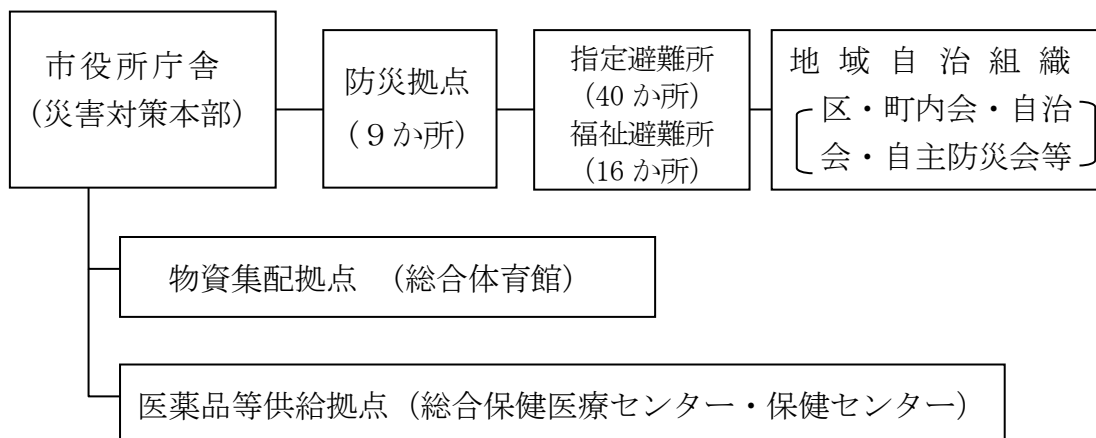 市役所庁舎
(災害対策本部)
防災拠点
(９か所)
指定避難所
(40 か所)
福祉避難所
(16 か所)
地域自治組織
区・町内会・自治
会・自主防災会等
物資集配拠点 (総合体育館)
医薬品等供給拠点 (総合保健医療センター・保健センター)